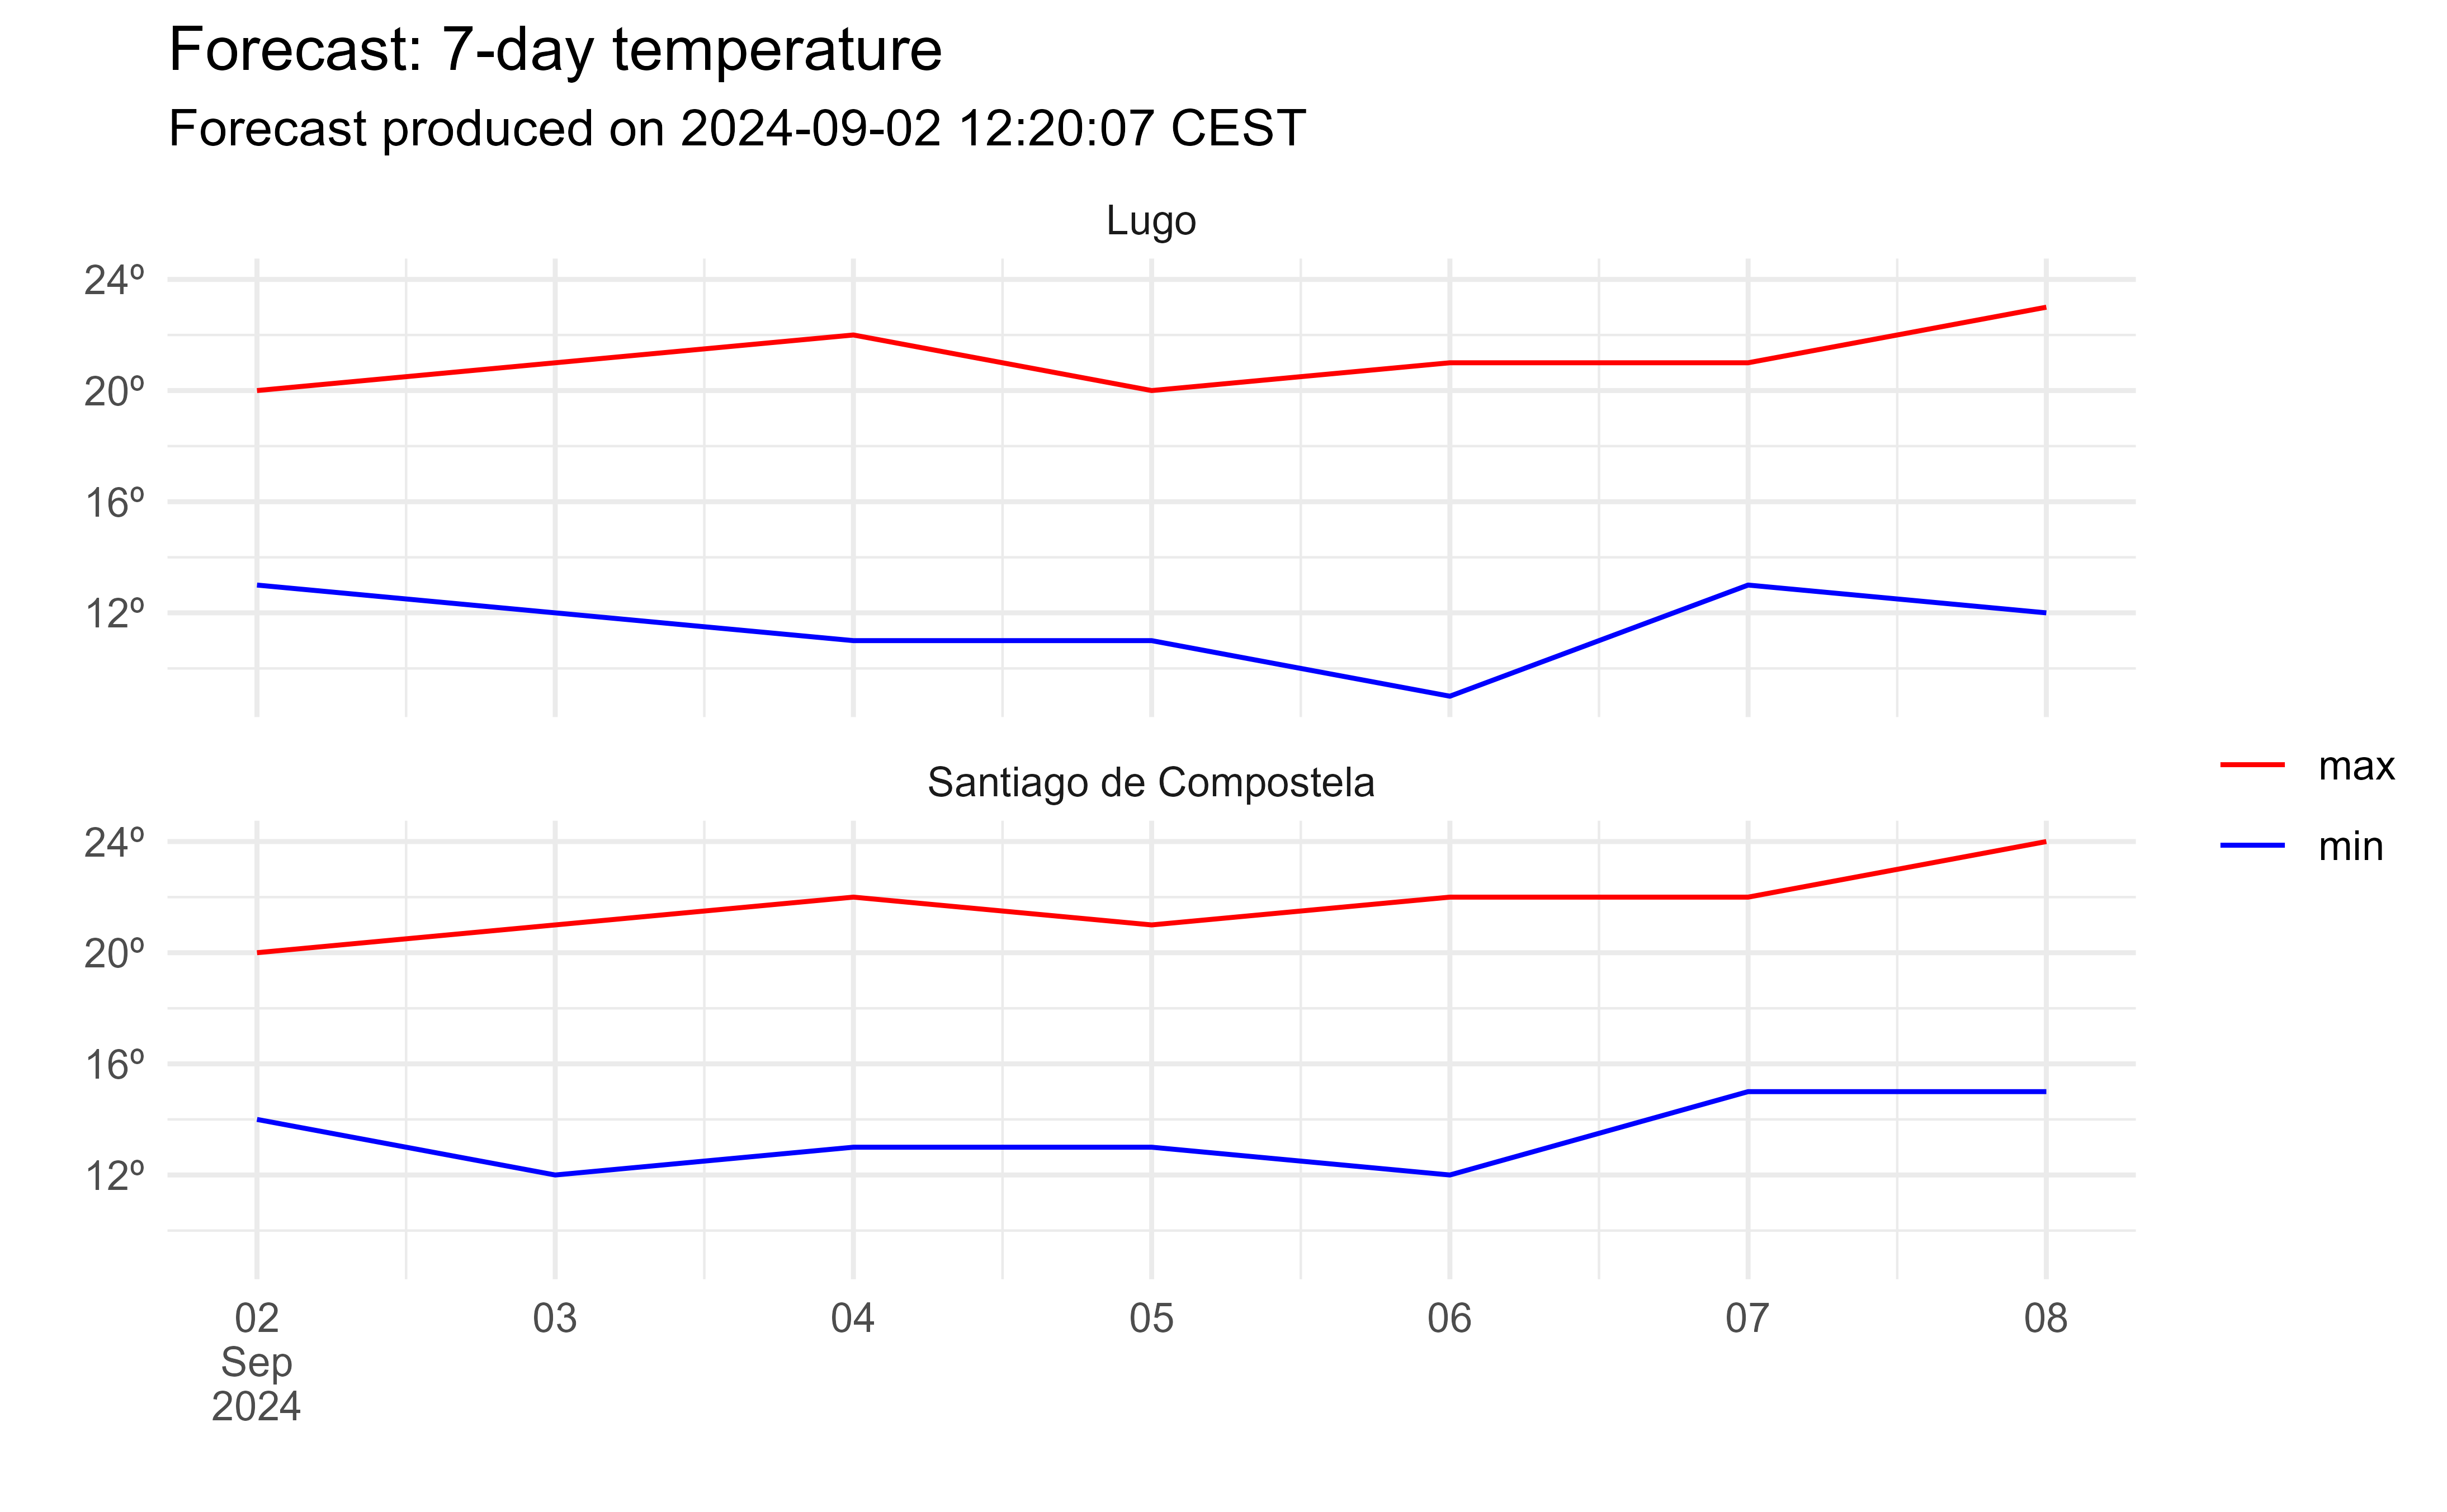 Forecast: 7-day temperature
Forecast produced on 2024-09-02 12:20:07 CEST
Lugo
24º
20º
16º
12º
Santiago de Compostela
24º
20º
16º
12º
max
min
02 03 04 05 06 07 08
Sep
2024